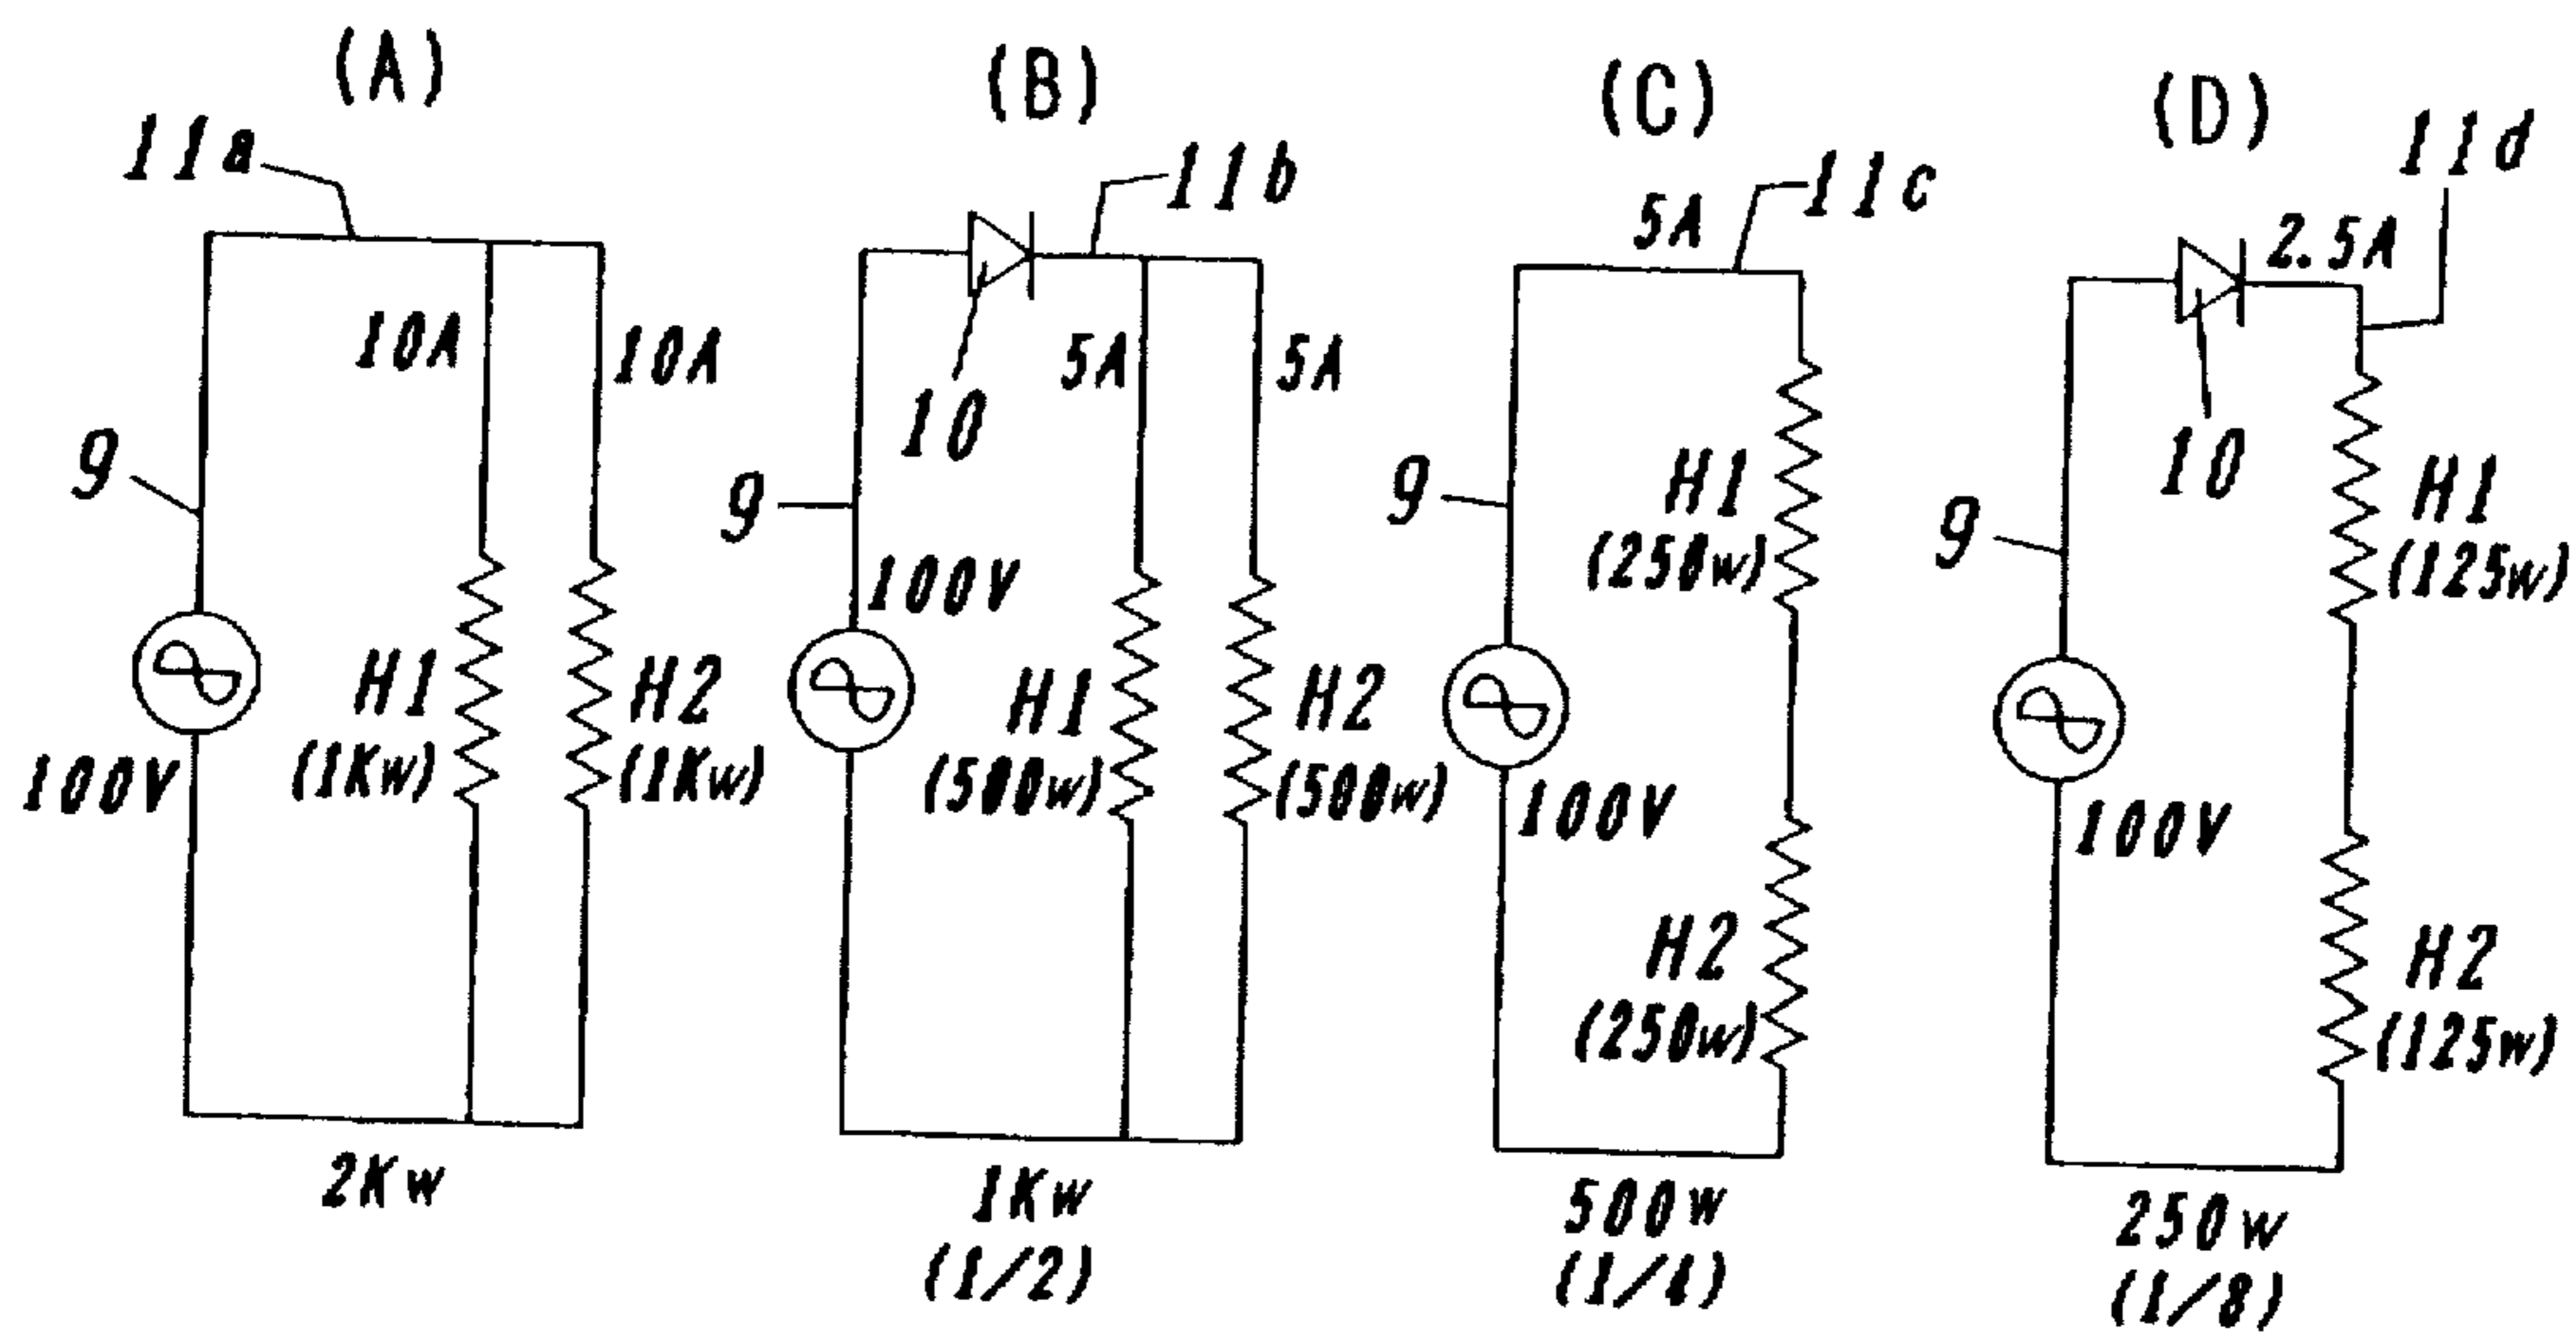 (A)
11a
10A
10A
9
H1
(1Kw)
H2
(1Kw)
100V
2Kw
(B)
11b
10
5A
5A
9
100V
H1
(500w)
H2
(500w)
1Kw
(1/2)
(C)
11c
5A
9
H1
(250w)
100V
H2
(250w)
500w
(1/4)
(D)
11d
2.5A
10
9
H1
(125w)
100V
H2
(125w)
250w
(1/8)